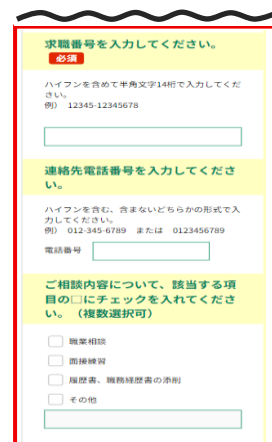 求職番号を入力してください。
必須
ハイフンを含めて半角文字14桁で入力してくだ
さい。
例） 12345-12345678
連絡先電話番号を入力してくださ
い。
ハイフンを含む、含まないどちらかの形式で入
力してください。
例） 012-345-6789 または 0123456789
電話番号
ご相談内容について、該当する項
目の□にチェックを入れてくださ
い。（複数選択可）
職業相談
面接練習
履歴書、職務経歴書の添削
その他